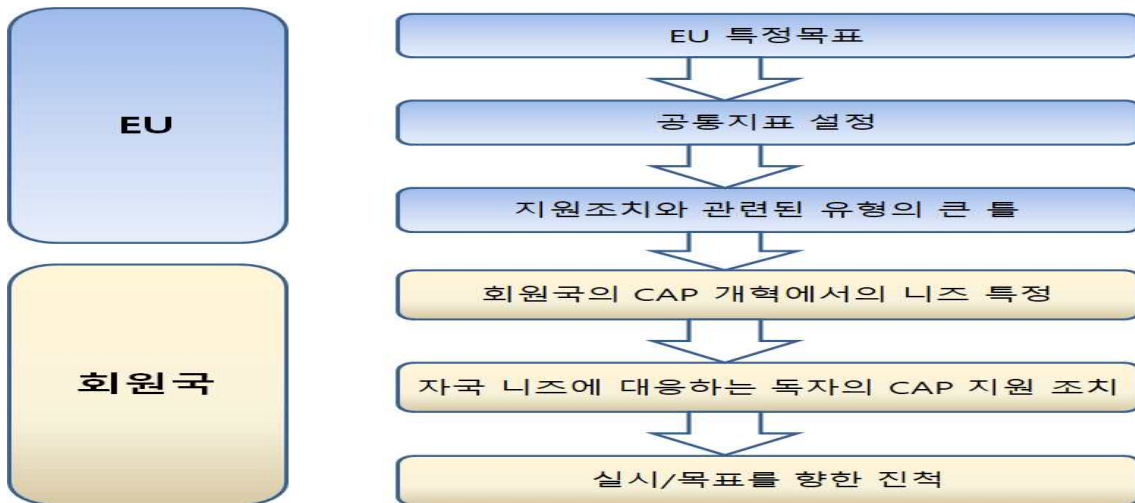 EU
EU 특정목표
공통지표 설정
지원조치와 관련된 유형의 큰 틀
회원국
회원국의 CAP 개혁에서의 니즈 특정
자국 니즈에 대응하는 독자의 CAP 지원 조치
실시/목표를 향한 진척